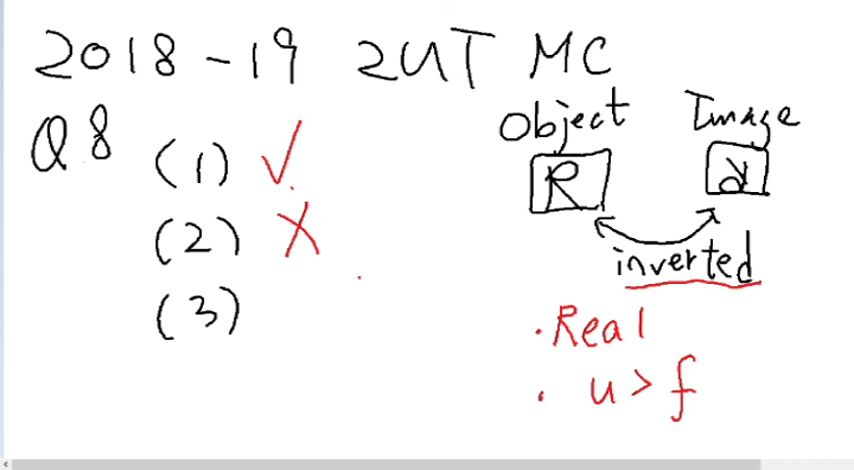 2018-19 2UT MC
Q8
Object Image
(1) ✓
R
(2) ✗
inverted
(3)
· Real
· u > f